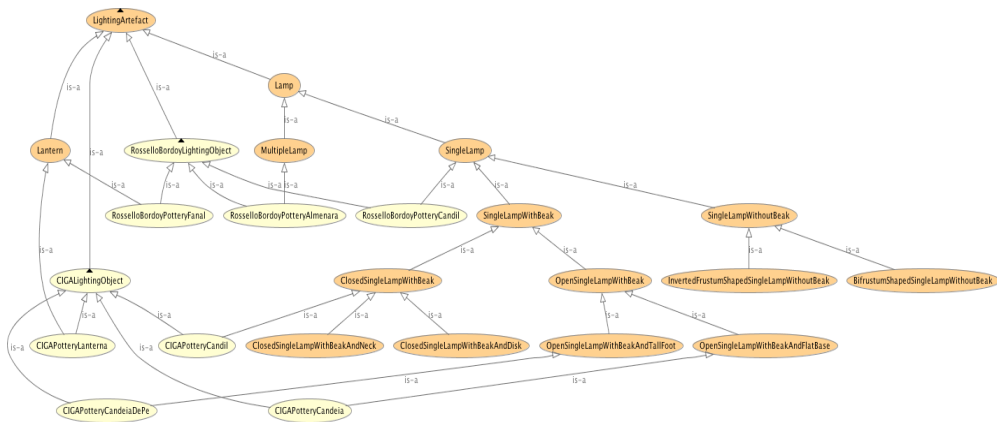 LightingArtefact
is-a
Lamp
is-a
is-a
is-a
is-a
is-a
is-a
Lantern
RosselloBordoyLightingObject
MultipleLamp
SingleLamp
is-a
is-a
is-a
is-a
is-a
is-a
is-a
is-a
RosselloBordoyPotteryFanal
RosselloBordoyPotteryAlmenara
RosselloBordoyPotteryCandil
SingleLampWithBeak
SingleLampWithoutBeak
is-a
is-a
is-a
is-a
is-a
CIGALightingObject
ClosedSingleLampWithBeak
OpenSingleLampWithBeak
InvertedFrustumShapedSingleLampWithoutBeak
BifrustumShapedSingleLampWithoutBeak
is-a
is-a
is-a
is-a
is-a
is-a
is-a
CIGAPotteryLanterna
CIGAPotteryCandil
ClosedSingleLampWithBeakAndNeck
ClosedSingleLampWithBeakAndDisk
OpenSingleLampWithBeakAndTallFoot
OpenSingleLampWithBeakAndFlatBase
is-a
is-a
is-a
is-a
CIGAPotteryCandeiaDePe
CIGAPotteryCandeia